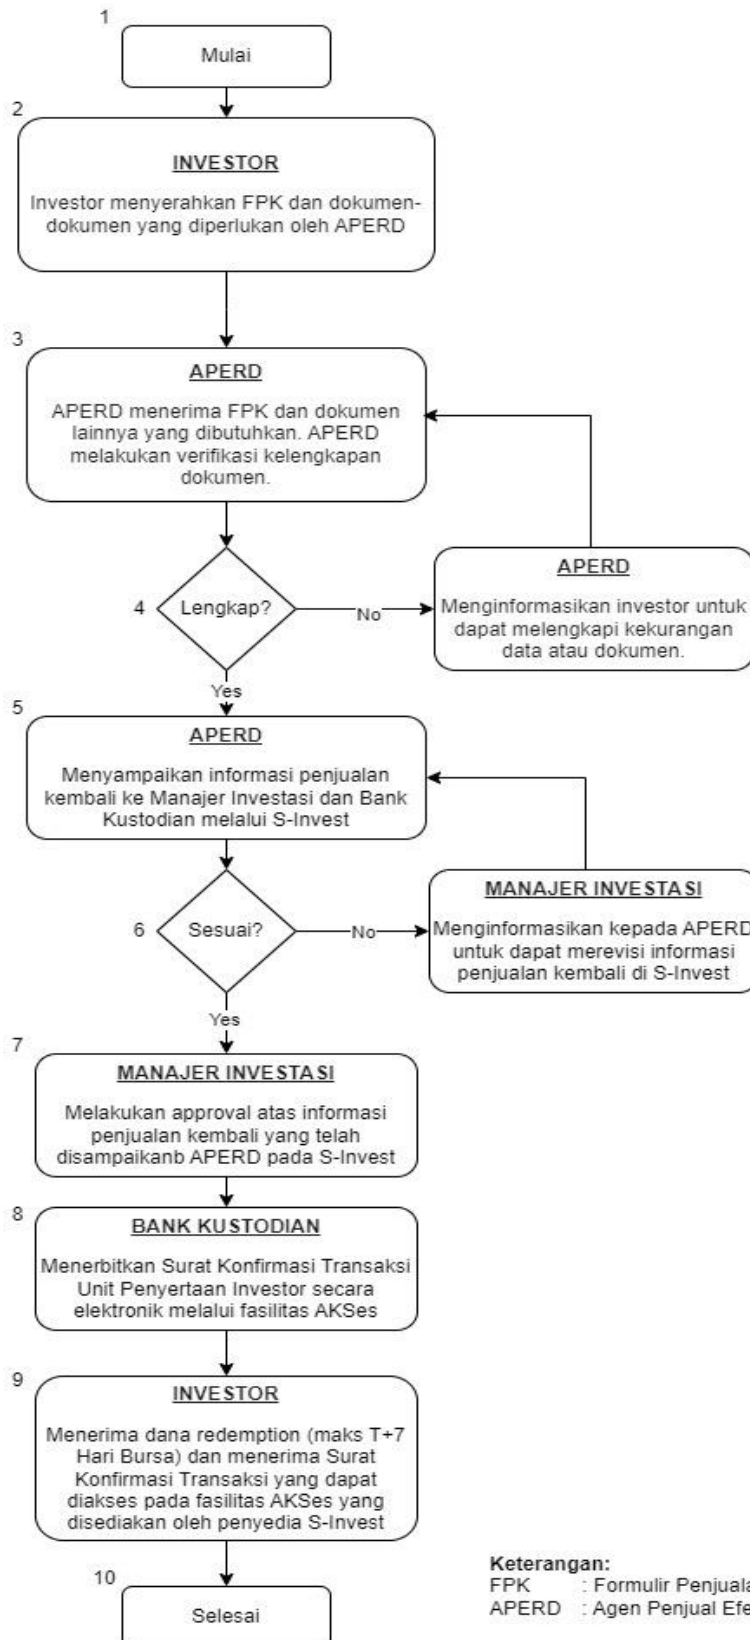 1
Mulai
2
INVESTOR
Investor menyerahkan FPK dan dokumen-
dokumen yang diperlukan oleh APERD
3
APERD
APERD menerima FPK dan dokumen
lainnya yang dibutuhkan. APERD
melakukan verifikasi kelengkapan
dokumen.
4
Lengkap?
No
APERD
Menginformasikan investor untuk
dapat melengkapi kekurangan
data atau dokumen.
Yes
5
APERD
Menyampaikan informasi penjualan
kembali ke Manajer Investasi dan Bank
Kustodian melalui S-Invest
6
Sesuai?
No
MANAJER INVESTASI
Menginformasikan kepada APERD
untuk dapat merevisi informasi
penjualan kembali di S-Invest
Yes
7
MANAJER INVESTASI
Melakukan approval atas informasi
penjualan kembali yang telah
disampaikanb APERD pada S-Invest
8
BANK KUSTODIAN
Menerbitkan Surat Konfirmasi Transaksi
Unit Penyertaan Investor secara
elektronik melalui fasilitas AKSes
9
INVESTOR
Menerima dana redemption (maks T+7
Hari Bursa) dan menerima Surat
Konfirmasi Transaksi yang dapat
diakses pada fasilitas AKSes yang
disediakan oleh penyedia S-Invest
10
Selesai
Keterangan:
FPK : Formulir
APERD : Agen Penjual